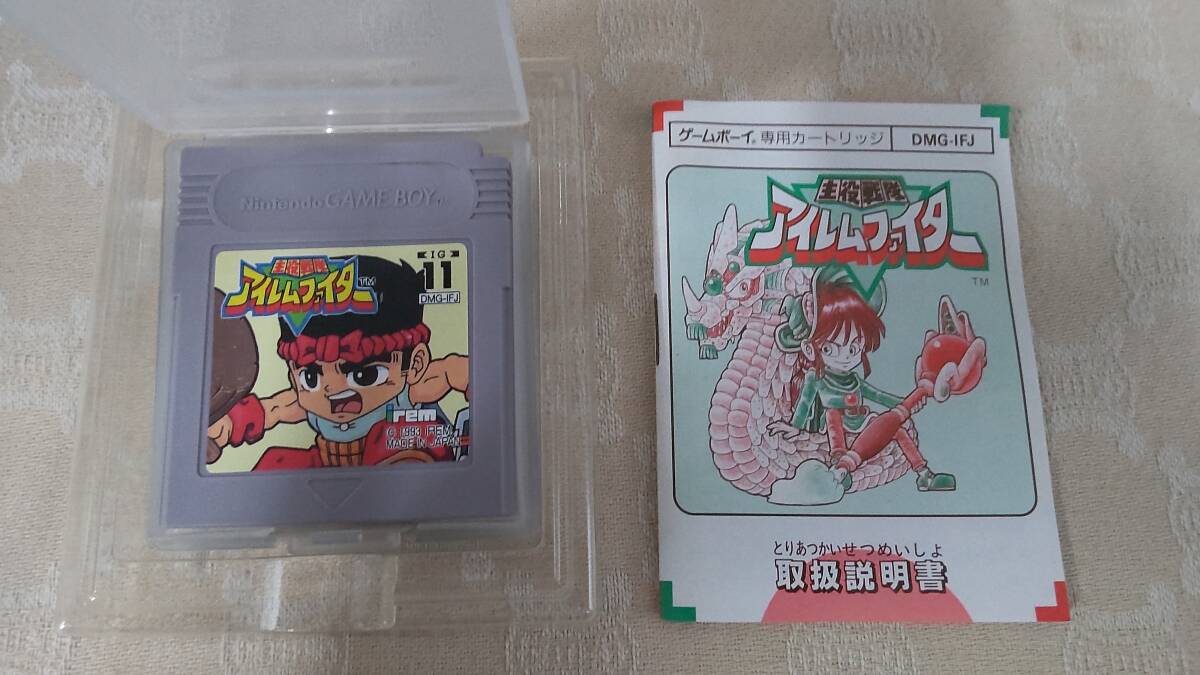 Nintendo GAME BOY™
IG
11
DMG-IFJ
主役戦隊
アイレムファイター™
irem
© 1993 IREM
MADE IN JAPAN
ゲームボーイ® 専用カートリッジ DMG-IFJ
主役戦隊
アイレムファイター
™
とりあつかいせつめいしょ
取扱説明書